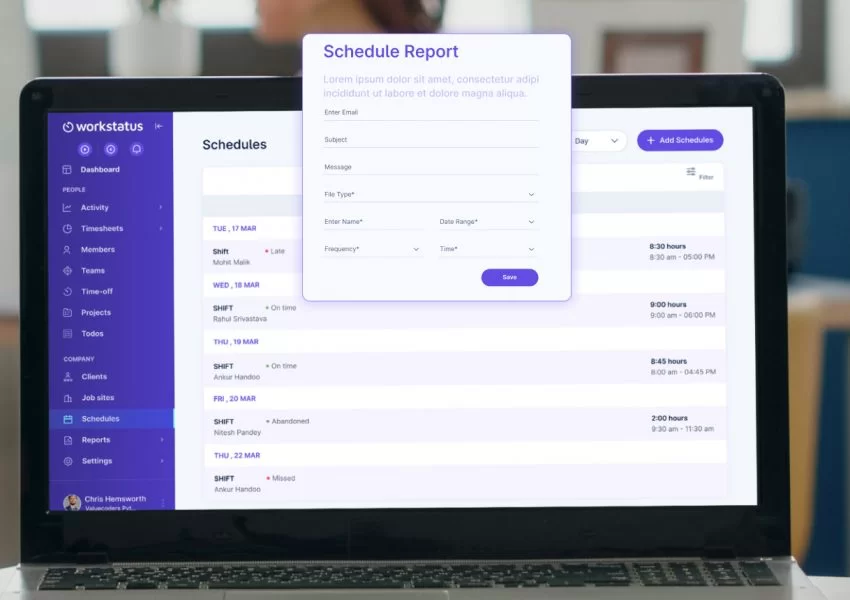 Schedule Report
Lorem ipsum dolor sit amet, consectetur adipi
incididunt ut labore et dolore magna aliqua.
Enter Email
Subject
Message
File Type*
Enter Name* Date Range*
Frequency* Time*
Save
workstatus
Dashboard
PEOPLE
Activity
Timesheets
Members
Teams
Time-off
Projects
Todos
COMPANY
Clients
Job sites
Schedules
Reports
Settings
Chris Hemsworth
Valuecoders Pvt...
Schedules
Day
+ Add Schedules
Filter
TUE , 17 MAR
Shift Late 8:30 hours
Mohit Malik 8:30 am - 05:00 PM
WED , 18 MAR
SHIFT On time 9:00 hours
Rahul Srivastava 9:00 am - 06:00 PM
THU , 19 MAR
SHIFT On time 8:45 hours
Ankur Handoo 8:00 am - 04:45 PM
FRI , 20 MAR
SHIFT Abandoned 2:00 hours
Nitesh Pandey 9:30 am - 11:30 am
THU , 22 MAR
SHIFT Missed
Ankur Handoo